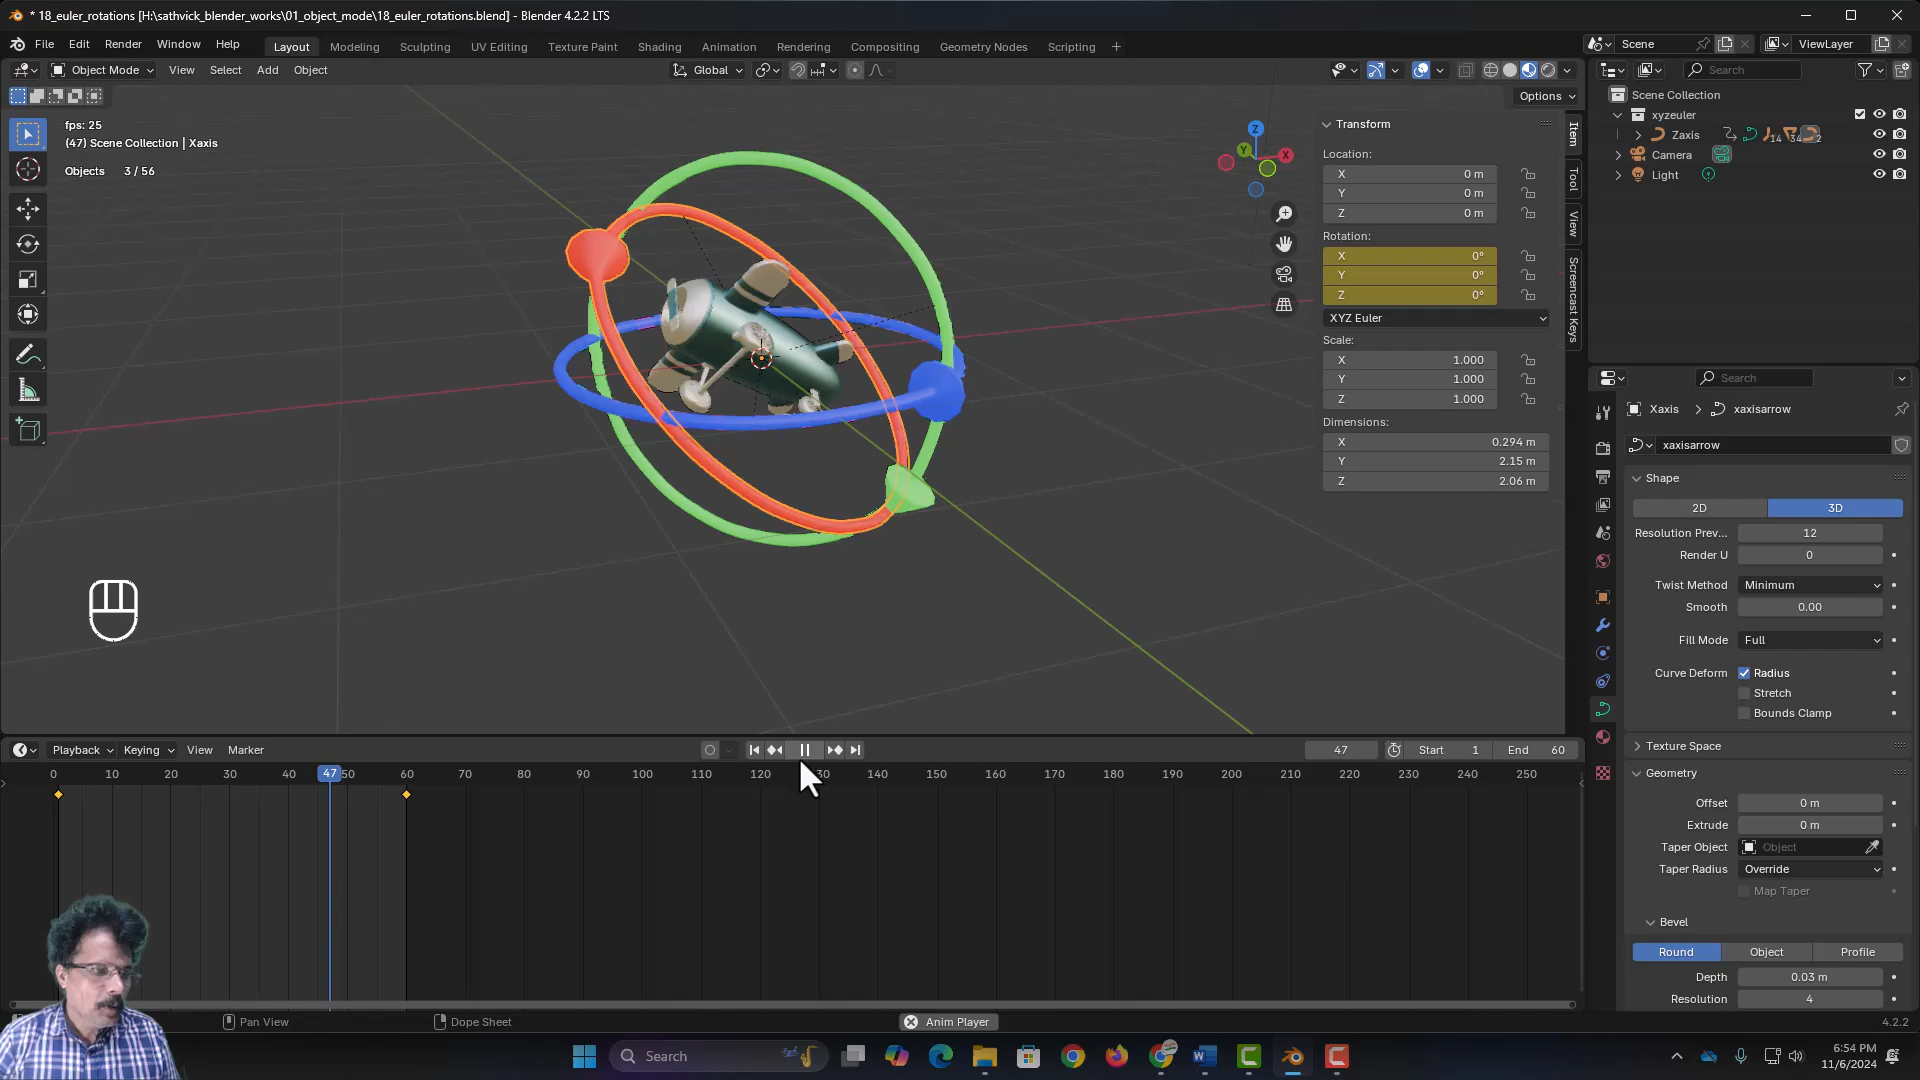 * 18_euler_rotations [H:\sathvick_blender_works\01_object_mode\18_euler_rotations.blend] - Blender 4.2.2 LTS
File Edit Render Window Help Layout Modeling Sculpting UV Editing Texture Paint Shading Animation Rendering Compositing Geometry Nodes Scripting + Scene ViewLayer
Object Mode View Select Add Object Global Search
Options
Scene Collection
xyzeuler
Zaxis 14 34 2
Camera
Light
fps: 25
(47) Scene Collection | Xaxis
Objects 3 / 56
Z
Y
X
Transform
Location:
X 0 m
Y 0 m
Z 0 m
Rotation:
X 0°
Y 0°
Z 0°
XYZ Euler
Scale:
X 1.000
Y 1.000
Z 1.000
Dimensions:
X 0.294 m
Y 2.15 m
Z 2.06 m
Item
Tool
View
Screencast Keys
Search
Xaxis > xaxisarrow
xaxisarrow
Shape
2D 3D
Resolution Prev... 12
Render U 0
Twist Method Minimum
Smooth 0.00
Fill Mode Full
Curve Deform Radius
Stretch
Bounds Clamp
Texture Space
Geometry
Offset 0 m
Extrude 0 m
Taper Object Object
Taper Radius Override
Map Taper
Bevel
Round Object Profile
Depth 0.03 m
Resolution 4
Playback Keying View Marker 47 Start 1 End 60
0 10 20 30 40 47 50 60 70 80 90 100 110 120 130 140 150 160 170 180 190 200 210 220 230 240 250
Pan View Dope Sheet Anim Player 4.2.2
Search
6:54 PM
11/6/2024